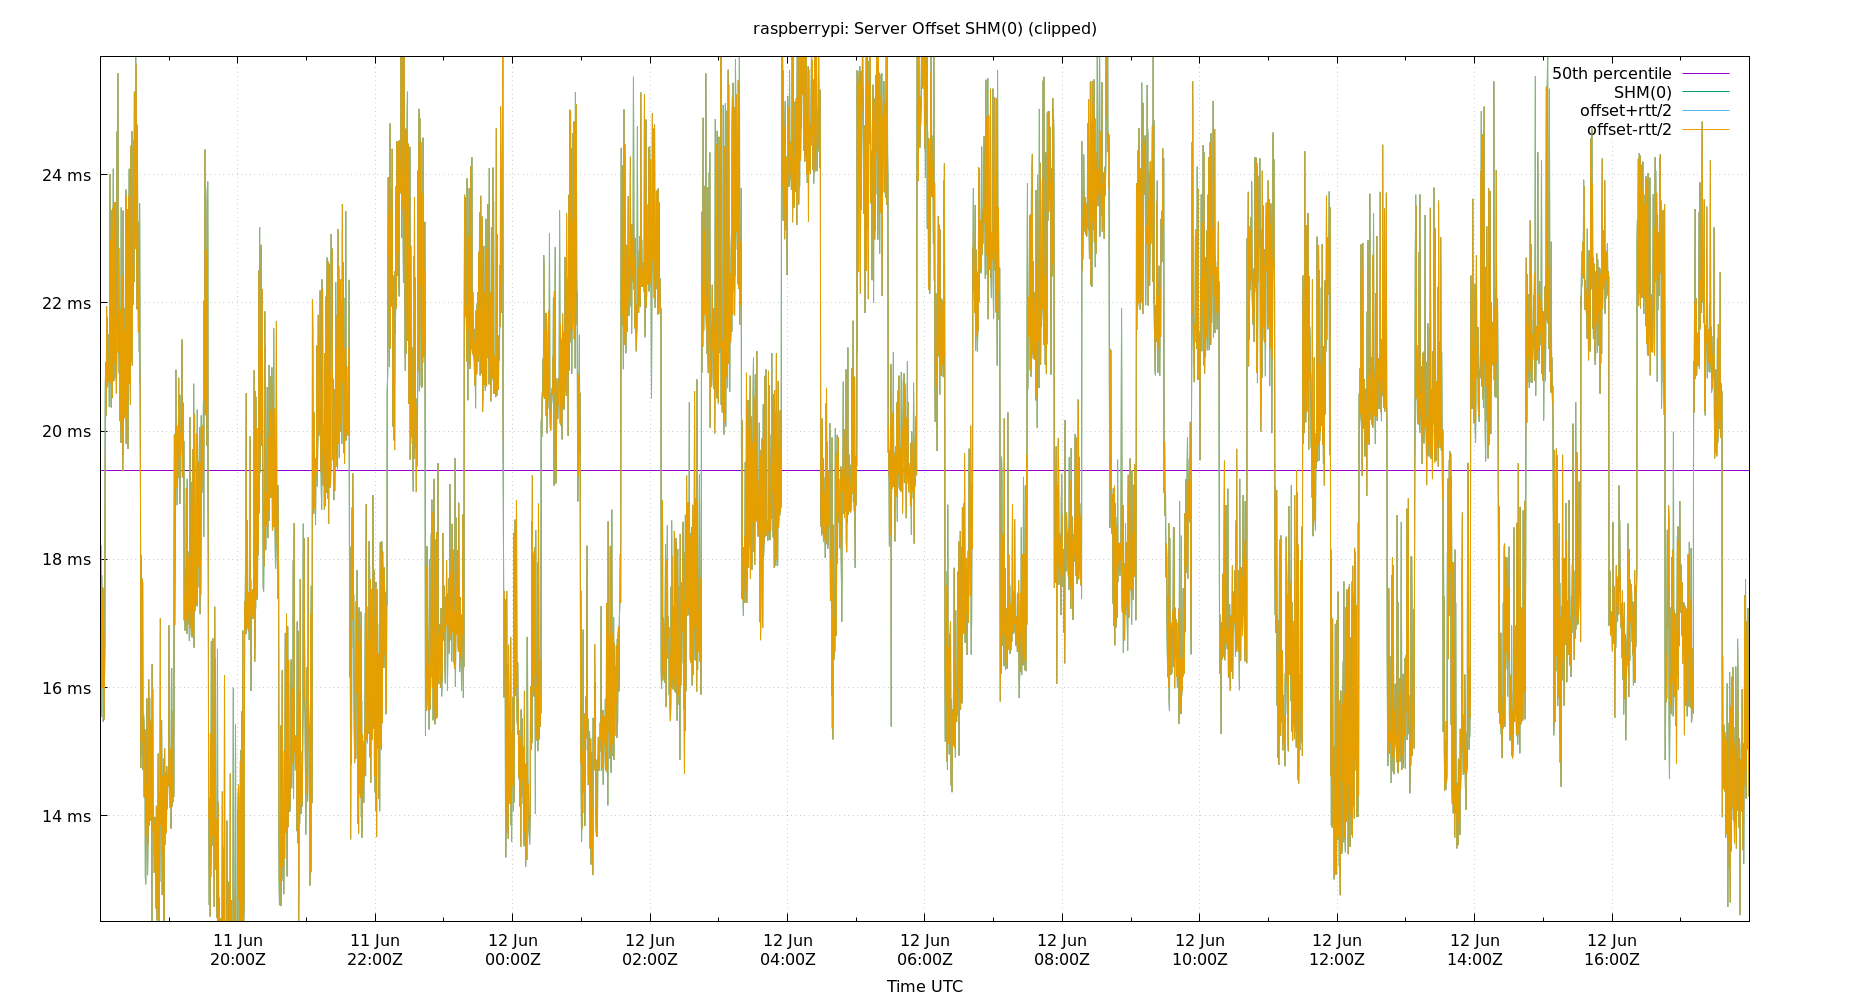 raspberrypi: Server Offset SHM(0) (clipped)
50th percentile
SHM(0)
offset+rtt/2
offset-rtt/2
24 ms
22 ms
20 ms
18 ms
16 ms
14 ms
11 Jun 11 Jun 12 Jun 12 Jun 12 Jun 12 Jun 12 Jun 12 Jun 12 Jun 12 Jun 12 Jun
20:00Z 22:00Z 00:00Z 02:00Z 04:00Z 06:00Z 08:00Z 10:00Z 12:00Z 14:00Z 16:00Z
Time UTC